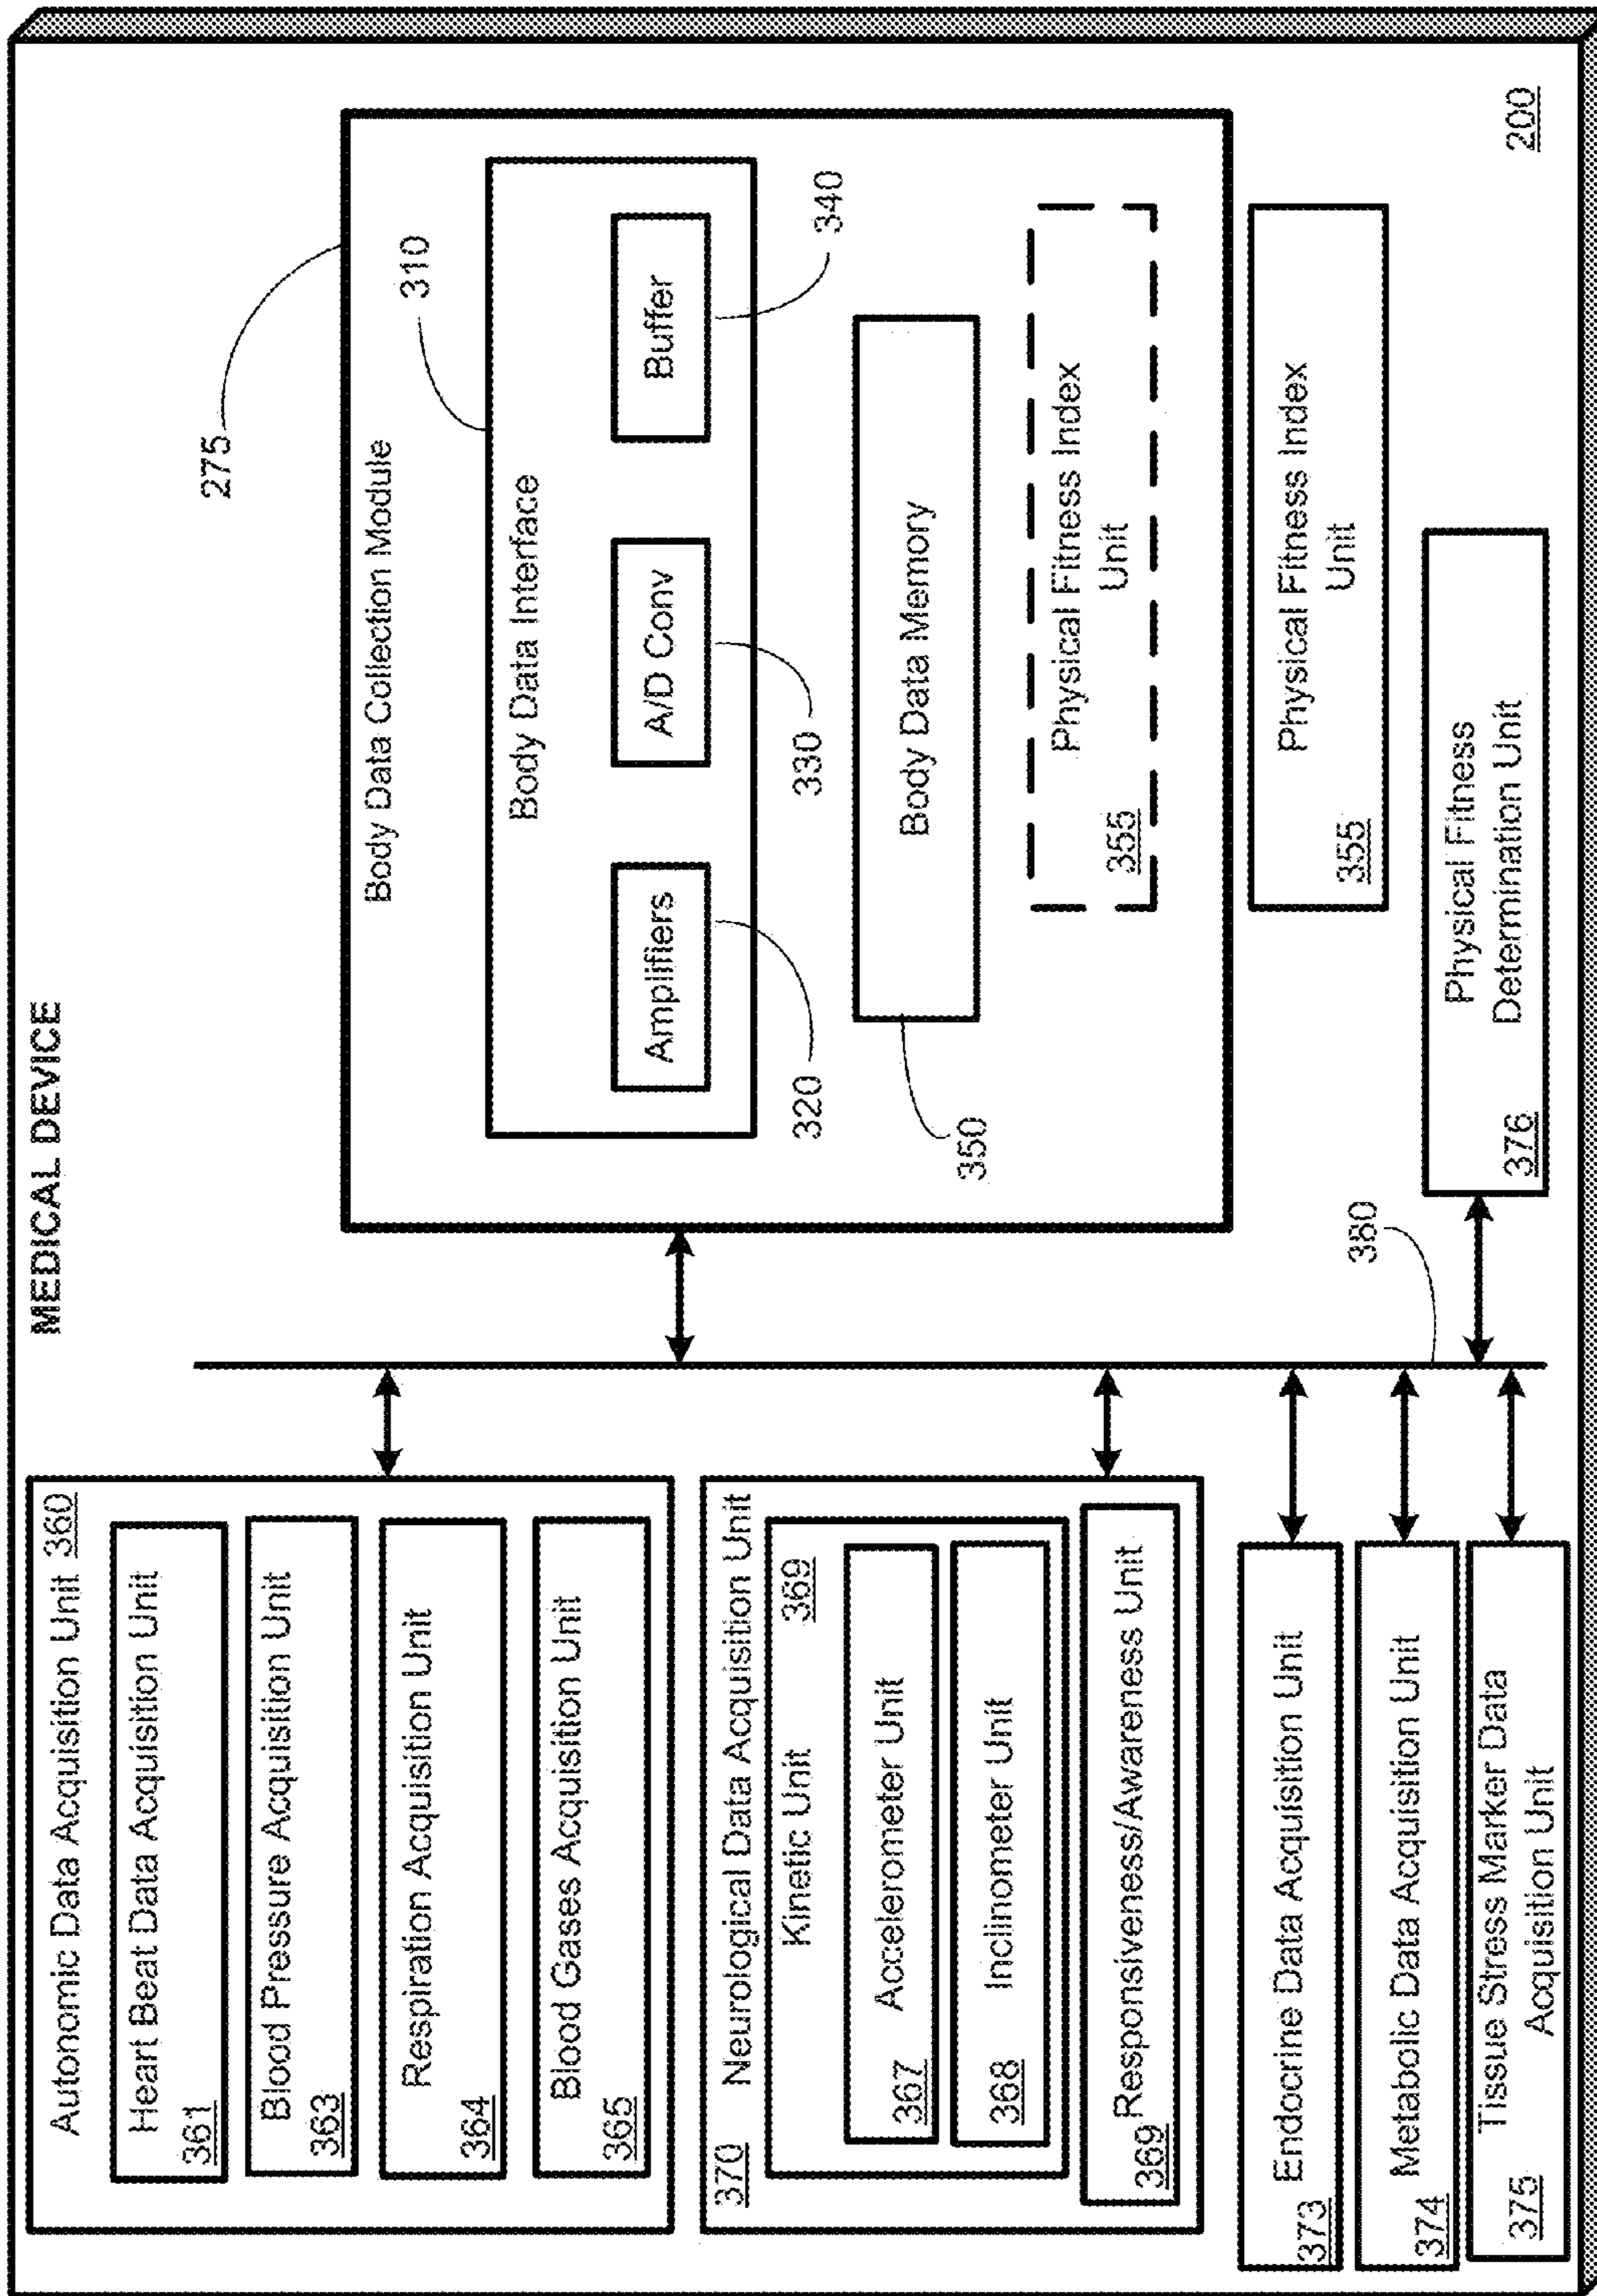 MEDICAL DEVICE
Autonomic Data Acquisition Unit 360
Heart Beat Data Acquisition Unit
361
Blood Pressure Acquisition Unit
363
Respiration Acquisition Unit
364
Blood Gases Acquisition Unit
365
370 Neurological Data Acquisition Unit
Kinetic Unit 369
Accelerometer Unit
367
Inclinometer Unit
368
Responsiveness/Awareness Unit
369
Endocrine Data Acquisition Unit
373
Metabolic Data Acquisition Unit
374
Tissue Stress Marker Data
Acquisition Unit
375
380
275
Body Data Collection Module
310
Body Data Interface
Amplifiers
A/D Conv
Buffer
320
330
340
Body Data Memory
350
Physical Fitness Index
Unit
355
Physical Fitness Index
Unit
355
Physical Fitness
Determination Unit
376
200